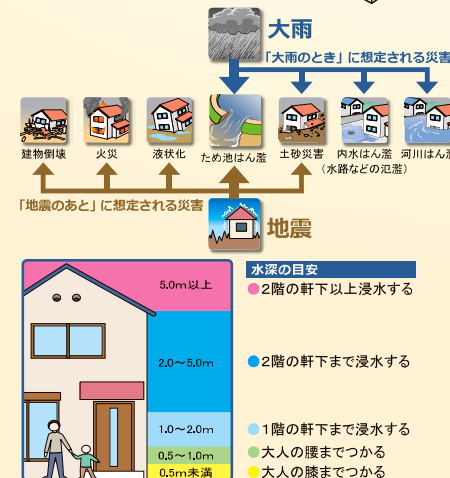 大雨
「大雨のとき」に想定される災害
建物倒壊
火災
液状化
ため池はん濫
土砂災害
内水はん濫
(水路などの氾濫)
河川はん濫
「地震のあと」に想定される災害
地震
水深の目安
5.0m以上
●2階の軒下以上浸水する
2.0〜5.0m
●2階の軒下まで浸水する
1.0〜2.0m
●1階の軒下まで浸水する
0.5〜1.0m
●大人の腰までつかる
0.5m未満
●大人の膝までつかる